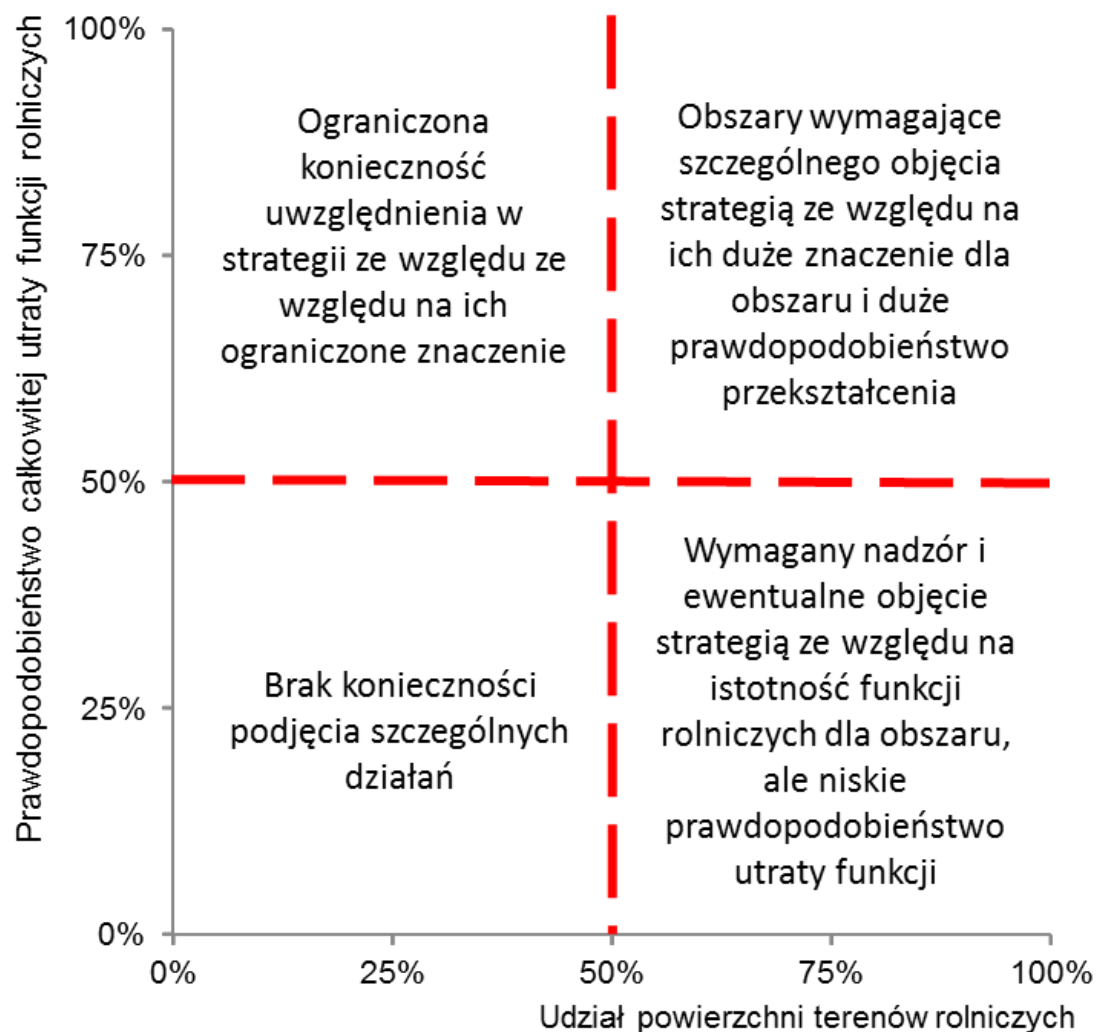 Prawdopodobieństwo całkowitej utraty funkcji rolniczych
100%
75%
50%
25%
0%
Ograniczona
konieczność
uwzględnienia w
strategii ze względu ze
względu na ich
ograniczone znaczenie
Obszary wymagające
szczególnego objęcia
strategią ze względu na
ich duże znaczenie dla
obszaru i duże
prawdopodobieństwo
przekształcenia
Brak konieczności
podjęcia szczególnych
działań
Wymagany nadzór i
ewentualne objęcie
strategią ze względu na
istotność funkcji
rolniczych dla obszaru,
ale niskie
prawdopodobieństwo
utraty funkcji
0%
25%
50%
75%
100%
Udział powierzchni terenów rolniczych